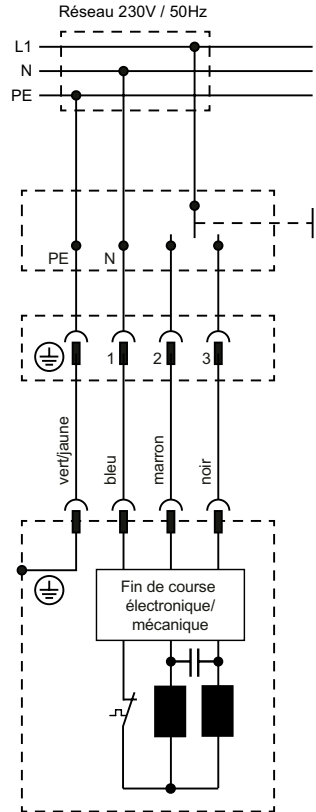 Réseau 230V / 50Hz
L1
N
PE
PE N
1 2 3
vert/jaune
bleu
marron
noir
Fin de course
électronique/
mécanique